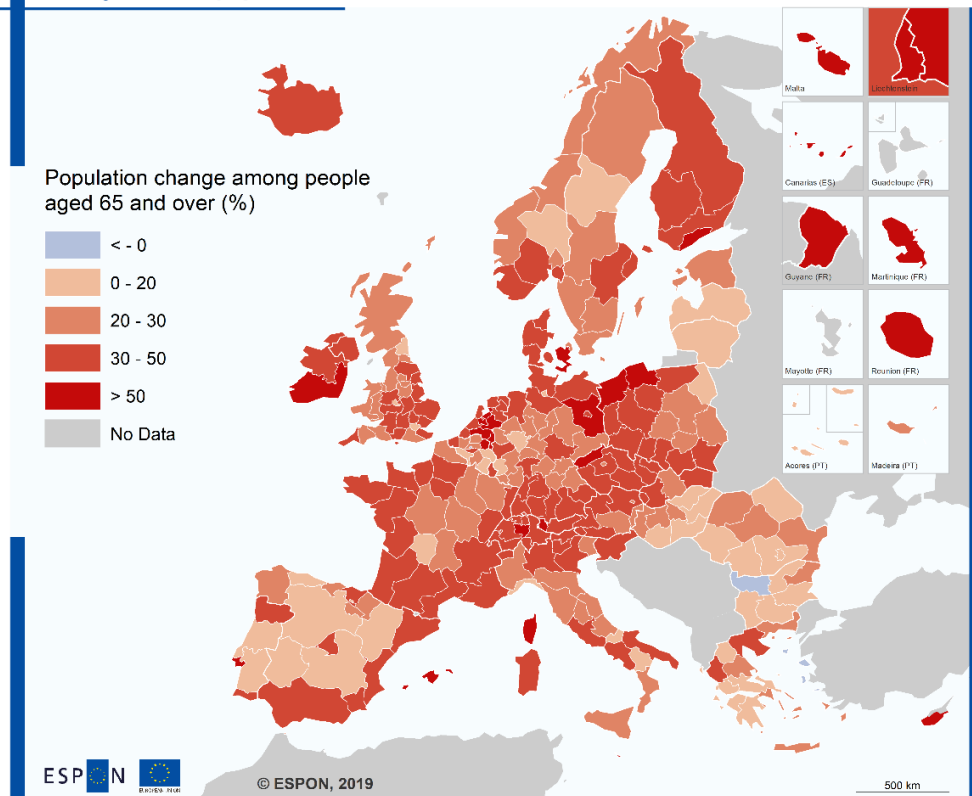 Population change among people
aged 65 and over (%)
< - 0
0 - 20
20 - 30
30 - 50
> 50
No Data
Malta
Liechtenstein
Canarias (ES)
Guadeloupe (FR)
Guyane (FR)
Martinique (FR)
Mayotte (FR)
Reunion (FR)
Acores (PT)
Madeira (PT)
ESPON
EUROPEAN UNION
© ESPON, 2019
500 km